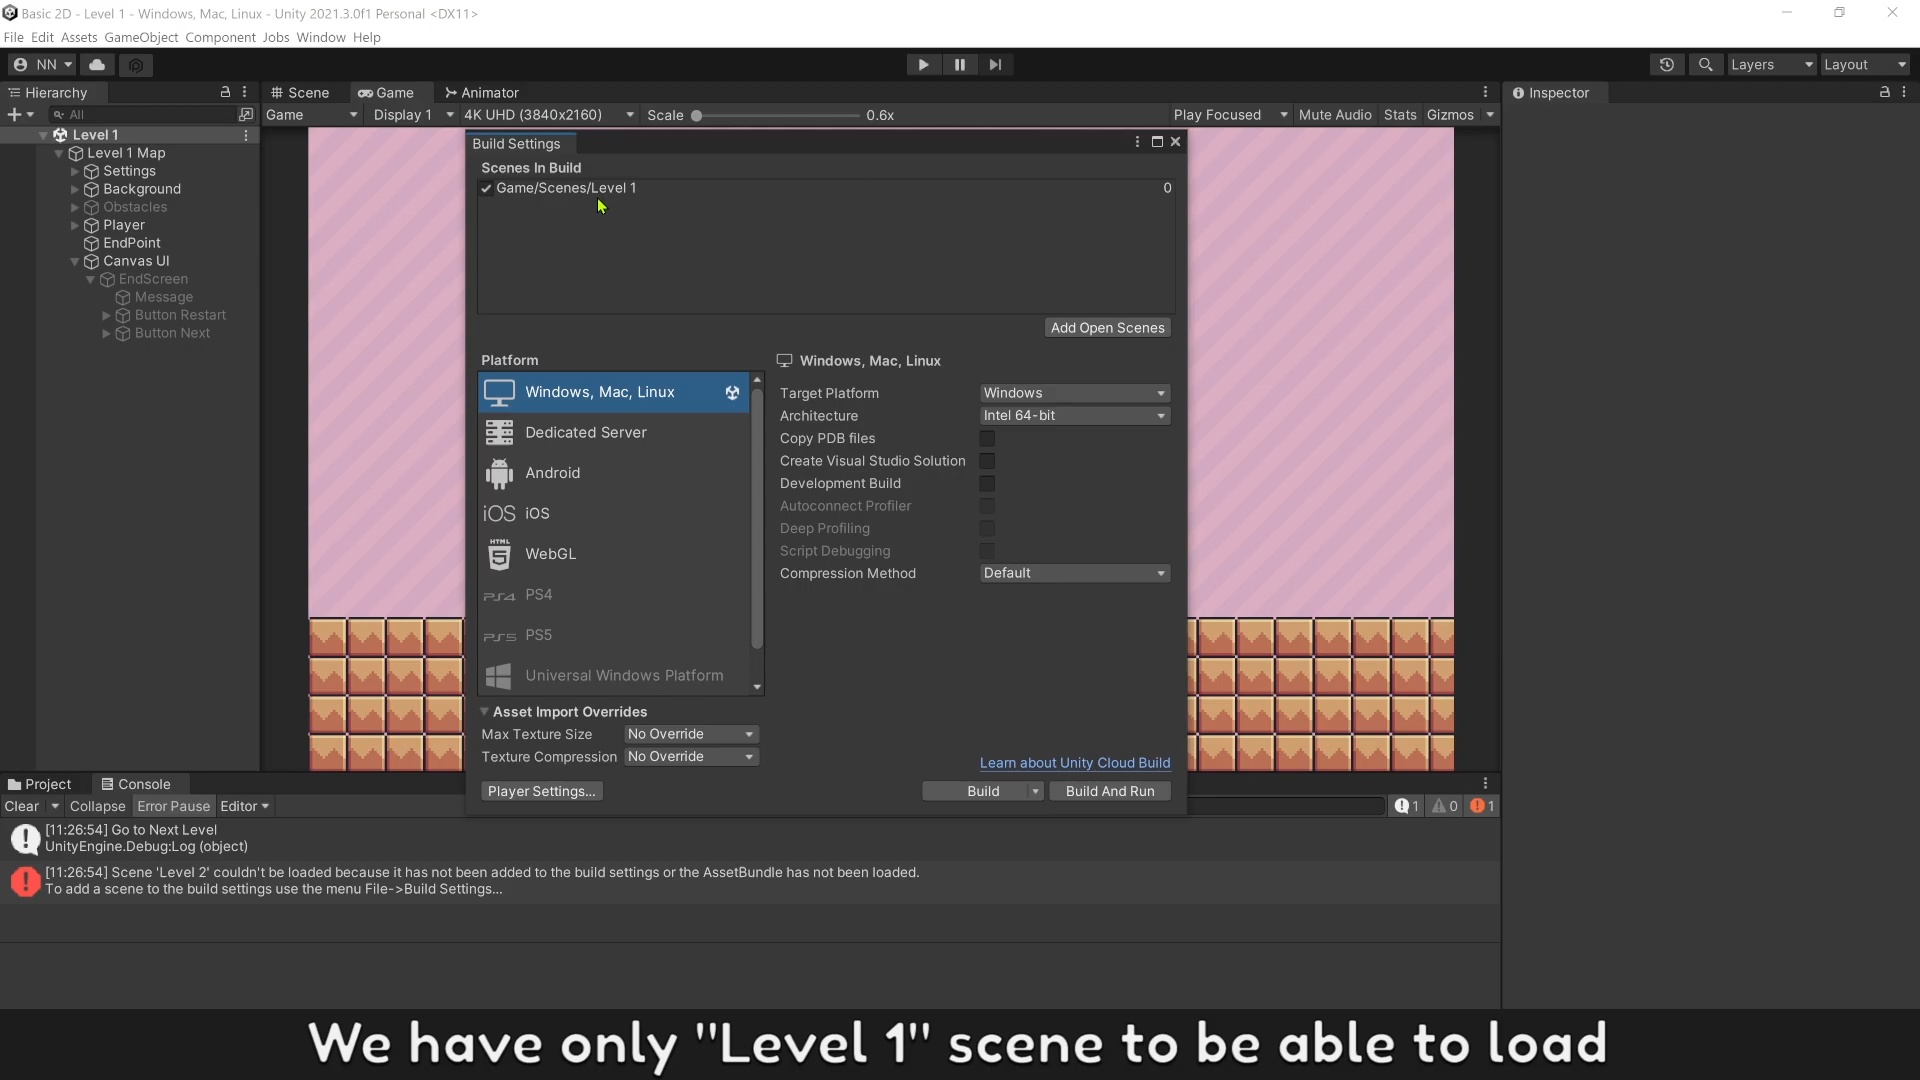 Basic 2D - Level 1 - Windows, Mac, Linux - Unity 2021.3.0f1 Personal <DX11>
File Edit Assets GameObject Component Jobs Window Help
NN Layers Layout
Hierarchy Scene Game Animator Inspector
All Game Display 1 4K UHD (3840x2160) Scale 0.6x Play Focused Mute Audio Stats Gizmos
Level 1
Level 1 Map
Settings
Background
Obstacles
Player
EndPoint
Canvas UI
EndScreen
Message
Button Restart
Button Next
Build Settings
Scenes In Build
Game/Scenes/Level 1 0
Add Open Scenes
Platform
Windows, Mac, Linux
Dedicated Server
Android
iOS iOS
HTML 5 WebGL
PS4 PS4
PS5 PS5
Universal Windows Platform
Windows, Mac, Linux
Target Platform Windows
Architecture Intel 64-bit
Copy PDB files
Create Visual Studio Solution
Development Build
Autoconnect Profiler
Deep Profiling
Script Debugging
Compression Method Default
Asset Import Overrides
Max Texture Size No Override
Texture Compression No Override
Learn about Unity Cloud Build
Player Settings... Build Build And Run
Project Console
Clear Collapse Error Pause Editor 1 0 1
[11:26:54] Go to Next Level
UnityEngine.Debug:Log (object)
[11:26:54] Scene 'Level 2' couldn't be loaded because it has not been added to the build settings or the AssetBundle has not been loaded.
To add a scene to the build settings use the menu File->Build Settings...
We have only "Level 1" scene to be able to load